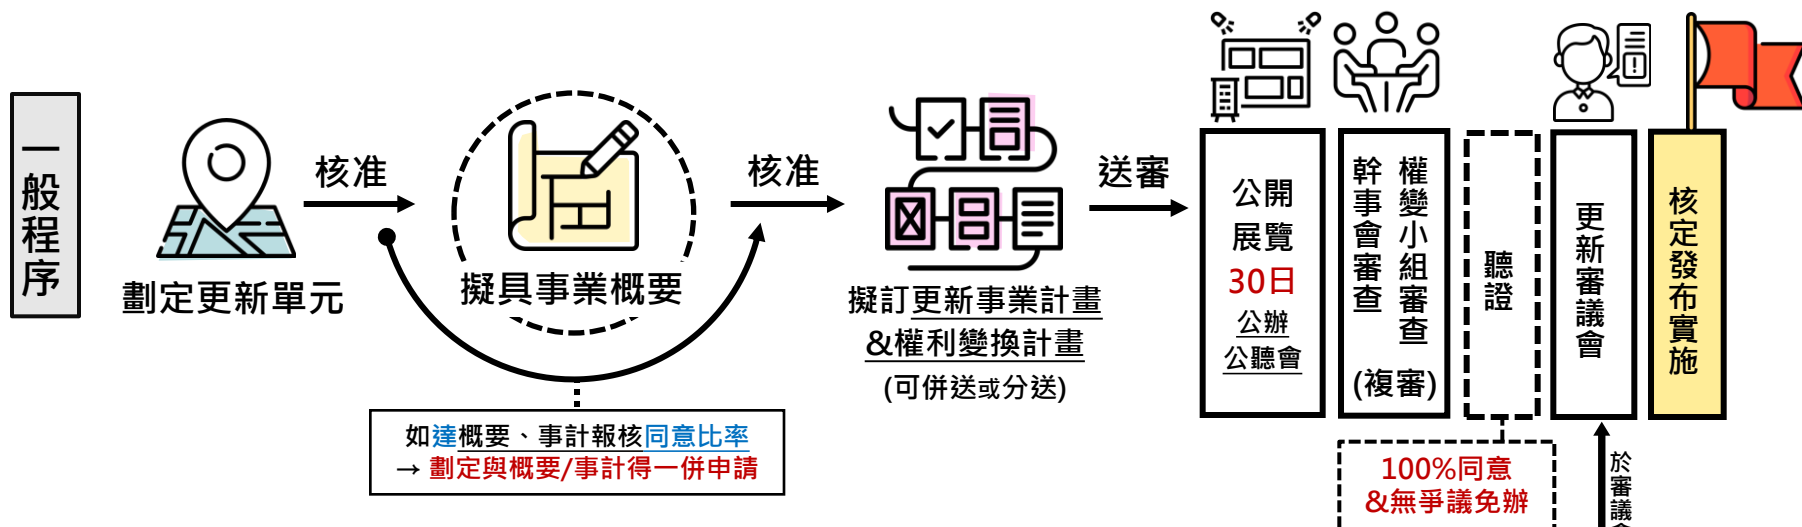 一般程序
劃定更新單元
核准
擬具事業概要
核准
如達概要、事計報核同意比率
→ 劃定與概要/事計得一併申請
擬訂更新事業計畫
&權利變換計畫
(可併送或分送)
送審
公開
展覽
30日
公辦
公聽會
權變小組審查
幹事會審查
(複審)
聽證
100%同意
&無爭議免辦
更新審議會
於審議
核定發布實施